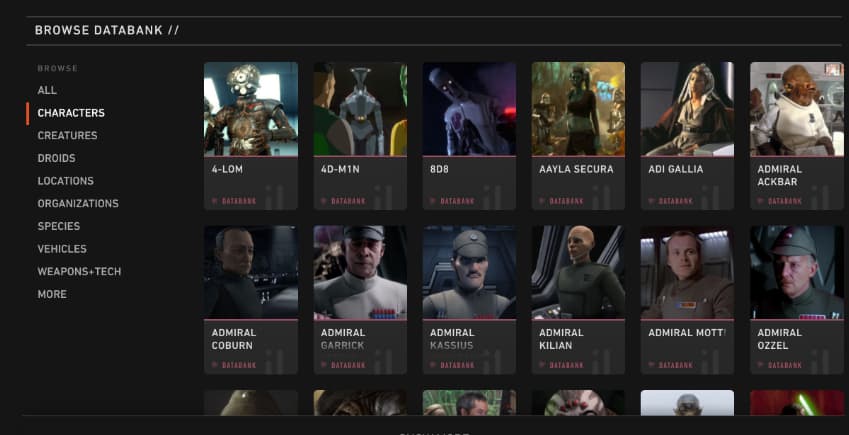 BROWSE DATABANK //
BROWSE
ALL
CHARACTERS
CREATURES
DROIDS
LOCATIONS
ORGANIZATIONS
SPECIES
VEHICLES
WEAPONS+TECH
MORE
4-LOM
4D-M1N
8D8
AAYLA SECURA
ADI GALLIA
ADMIRAL
ACKBAR
DATABANK
DATABANK
DATABANK
DATABANK
DATABANK
DATABANK
ADMIRAL
COBURN
ADMIRAL
GARRICK
ADMIRAL
KASSIUS
ADMIRAL
KILIAN
ADMIRAL MOTTI
ADMIRAL
OZZEL
DATABANK
DATABANK
DATABANK
DATABANK
DATABANK
DATABANK